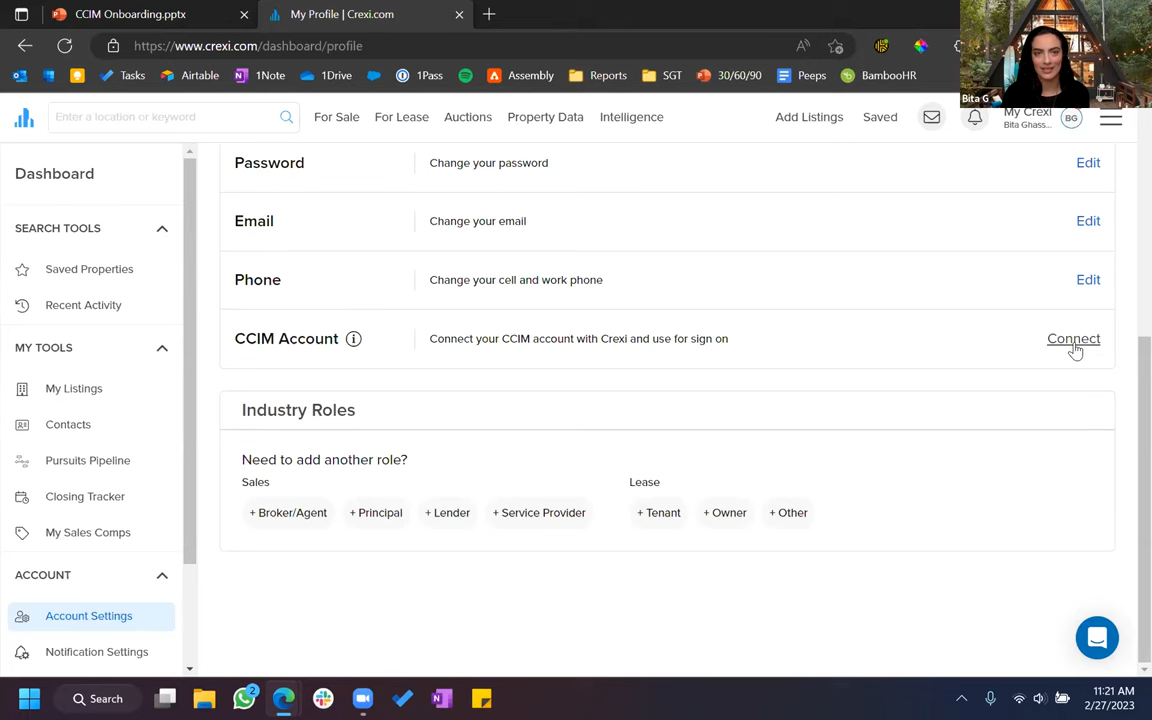 CCIM Onboarding.pptx
My Profile | Crexi.com
https://www.crexi.com/dashboard/profile
Tasks Airtable 1Note 1Drive 1Pass Assembly Reports SGT 30/60/90 Peeps BambooHR
Bita G
Enter a location or keyword
For Sale For Lease Auctions Property Data Intelligence Add Listings Saved
My Crexi
Bita Ghass...
BG
Dashboard
SEARCH TOOLS
Saved Properties
Recent Activity
MY TOOLS
My Listings
Contacts
Pursuits Pipeline
Closing Tracker
My Sales Comps
ACCOUNT
Account Settings
Notification Settings
Password Change your password Edit
Email Change your email Edit
Phone Change your cell and work phone Edit
CCIM Account Connect your CCIM account with Crexi and use for sign on Connect
Industry Roles
Need to add another role?
Sales Lease
+ Broker/Agent + Principal + Lender + Service Provider + Tenant + Owner + Other
Search
2
11:21 AM
2/27/2023